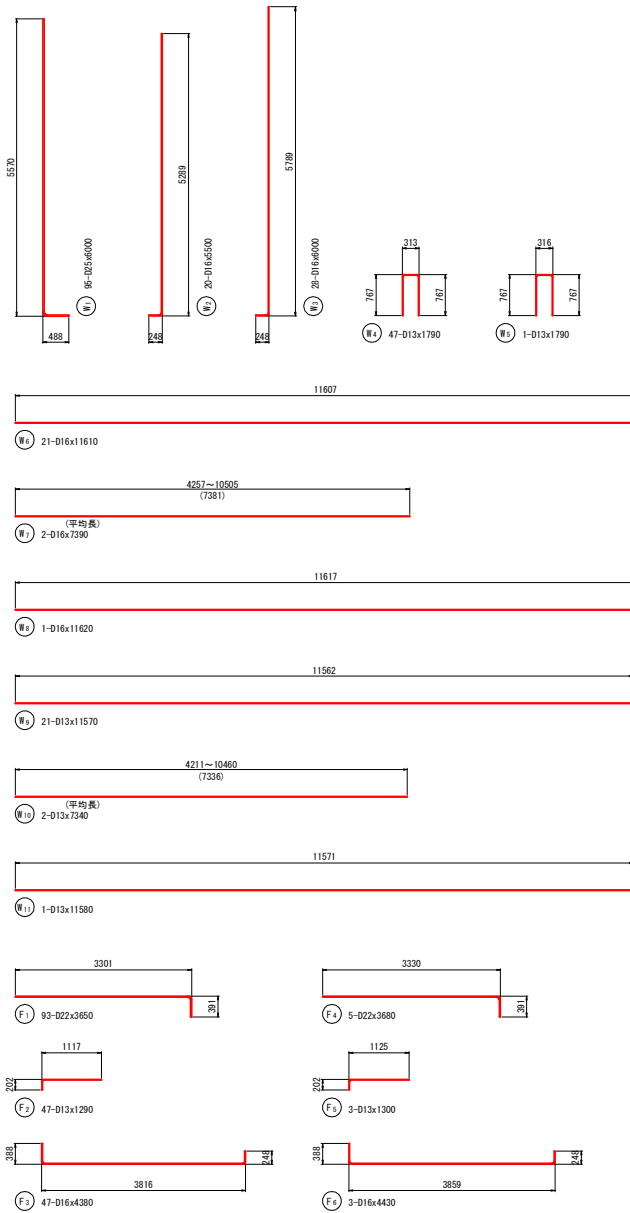 5570
488
W1 95-D25x6000
5289
248
W2 20-D16x5500
5789
248
W3 28-D16x6000
313
767
767
W4 47-D13x1790
316
767
767
W5 1-D13x1790
11607
W6 21-D16x11610
4257～10505
(7381)
(平均長)
W7 2-D16x7390
11617
W8 1-D16x11620
11562
W9 21-D13x11570
4211～10460
(7336)
(平均長)
W10 2-D13x7340
11571
W11 1-D13x11580
3301
391
F1 93-D22x3650
3330
391
F4 5-D22x3680
1117
202
F2 47-D13x1290
1125
202
F5 3-D13x1300
388
248
3816
F3 47-D16x4380
388
248
3859
F6 3-D16x4430